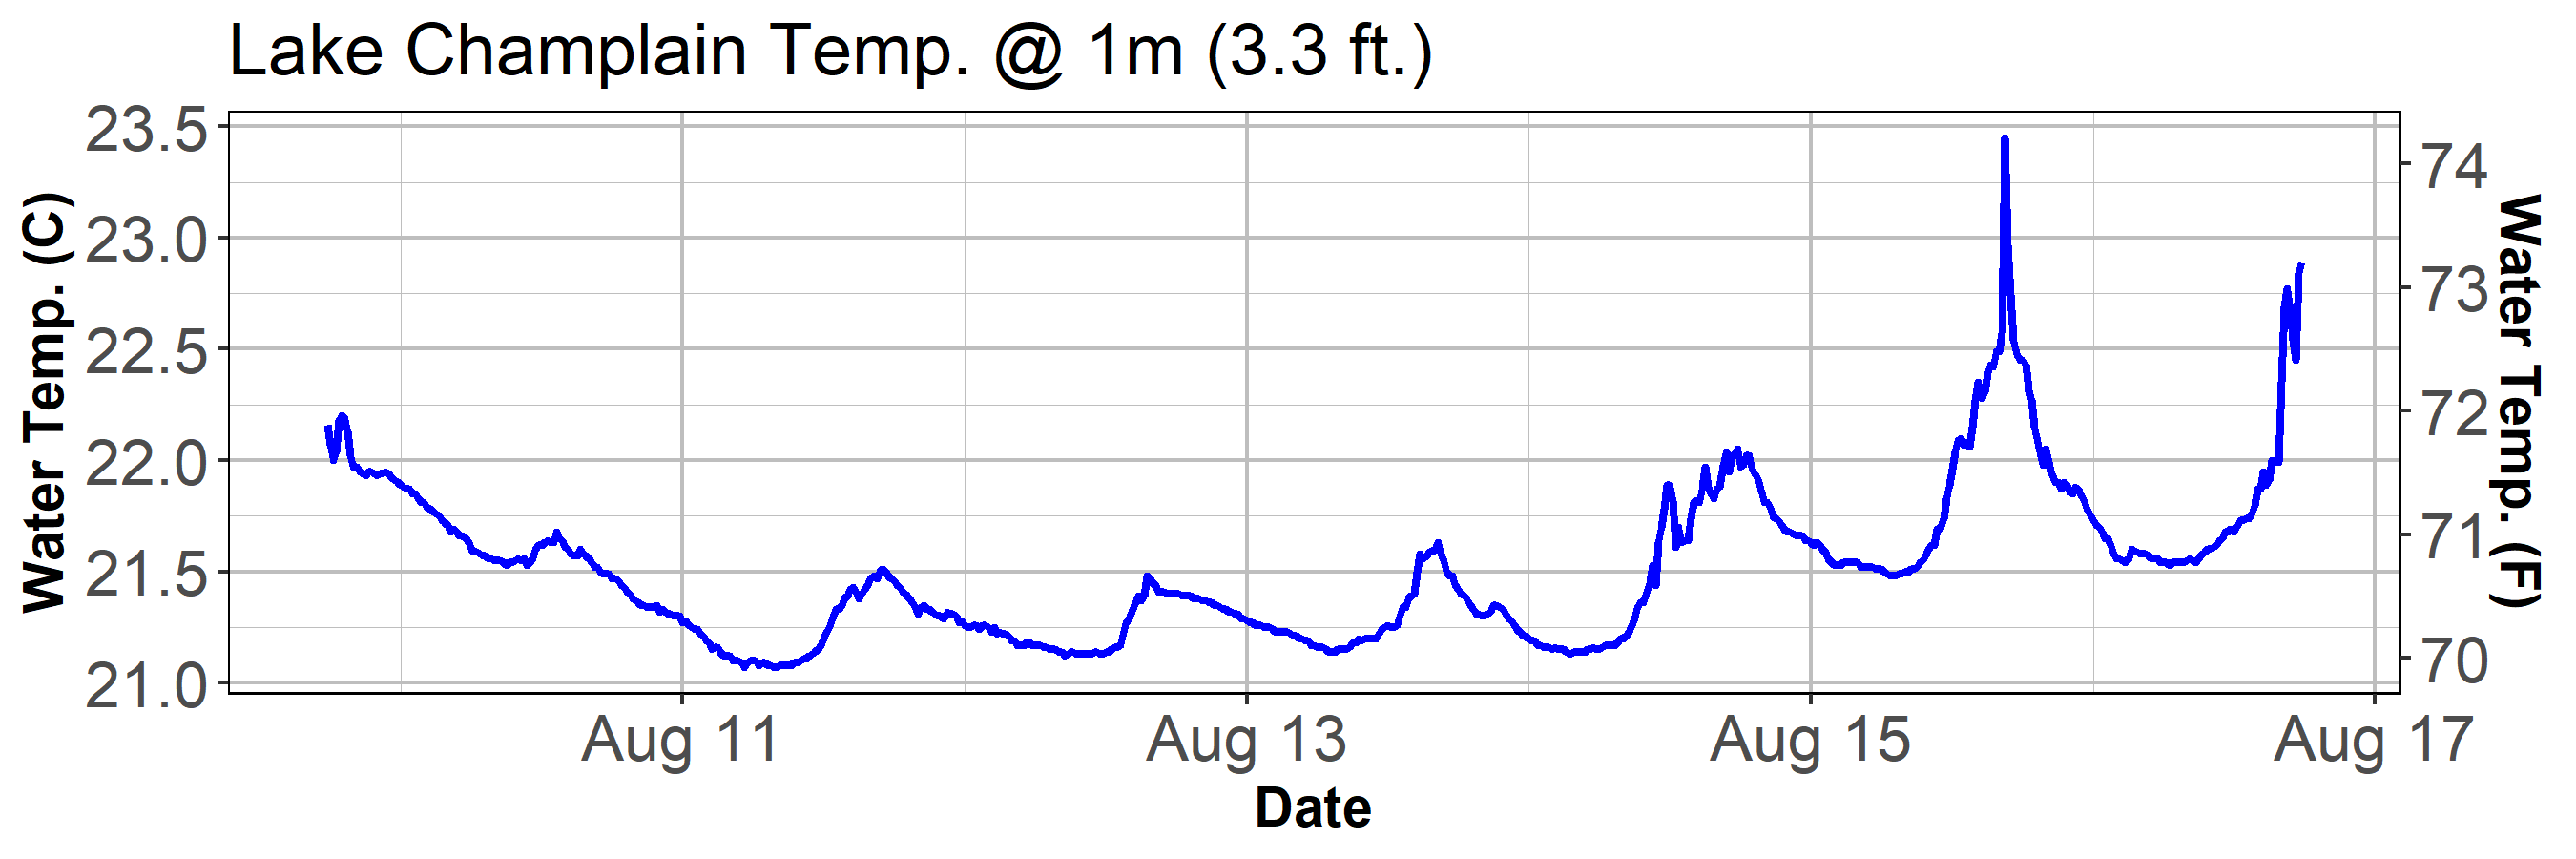 Lake Champlain Temp. @ 1m (3.3 ft.)
Water Temp. (C)
23.5
23.0
22.5
22.0
21.5
21.0
74
73
72
71
70
Water Temp. (F)
Aug 11 Aug 13 Aug 15 Aug 17
Date